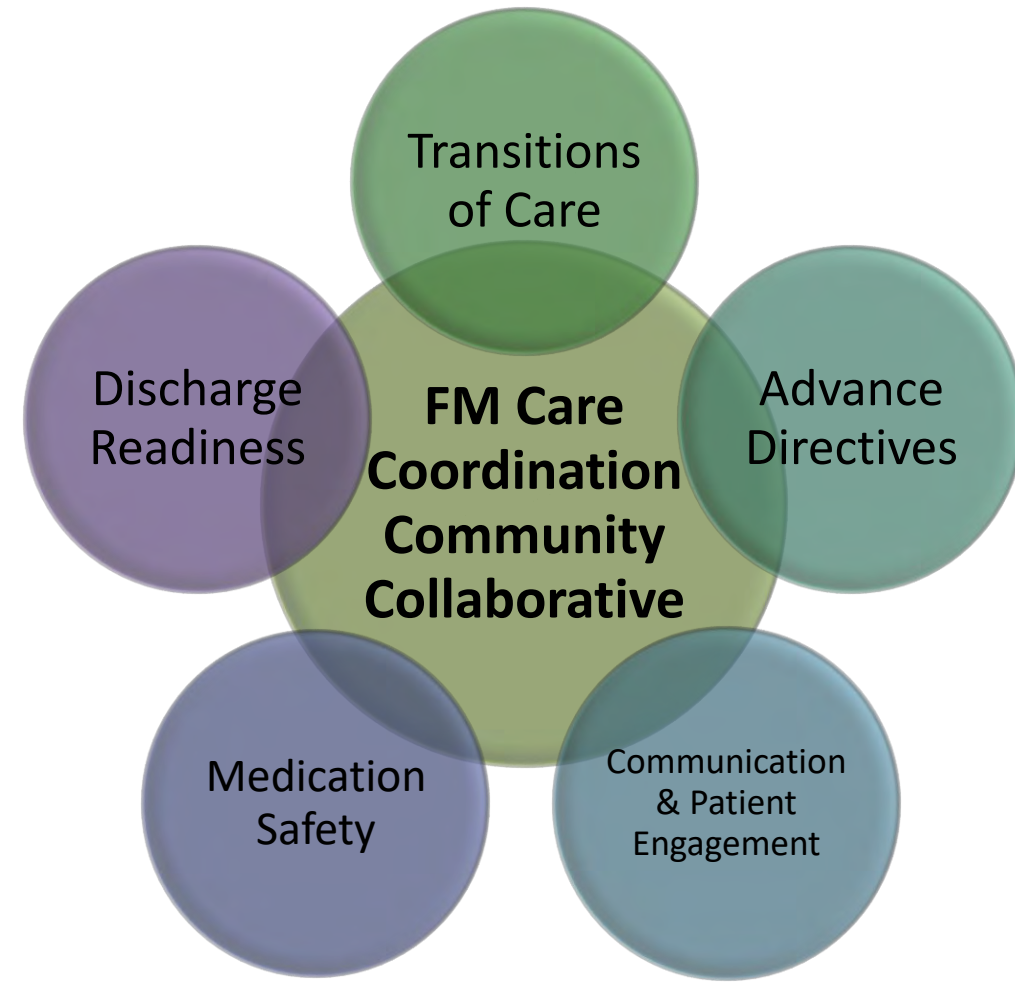 Transitions
of Care
Discharge
Readiness
FM Care
Coordination
Community
Collaborative
Advance
Directives
Medication
Safety
Communication
& Patient
Engagement